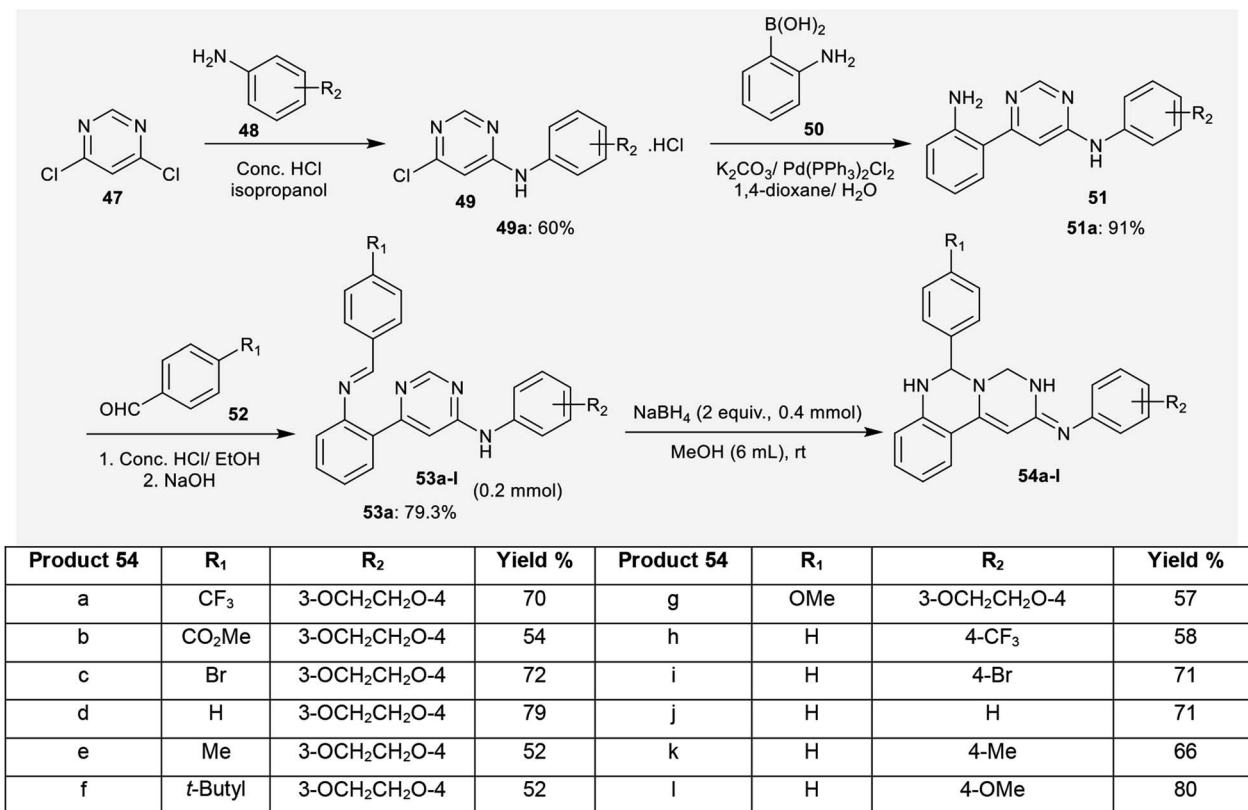 H₂N
R₂
48
N
N
Cl
Cl
47
Conc. HCl
isopropanol
N
N
Cl
N
H
R₂
.HCl
49
49a: 60%
B(OH)₂
NH₂
50
K₂CO₃/ Pd(PPh₃)₂Cl₂
1,4-dioxane/ H₂O
NH₂
N
N
N
H
R₂
51
51a: 91%
OHC
R₁
52
1. Conc. HCl/ EtOH
2. NaOH
R₁
N
N
N
N
H
R₂
53a-l
(0.2 mmol)
53a: 79.3%
NaBH₄ (2 equiv., 0.4 mmol)
MeOH (6 mL), rt
R₁
HN
N
NH
N
R₂
54a-l
Product 54 R₁ R₂ Yield % Product 54 R₁ R₂ Yield %
a CF₃ 3-OCH₂CH₂O-4 70 g OMe 3-OCH₂CH₂O-4 57
b CO₂Me 3-OCH₂CH₂O-4 54 h H 4-CF₃ 58
c Br 3-OCH₂CH₂O-4 72 i H 4-Br 71
d H 3-OCH₂CH₂O-4 79 j H H 71
e Me 3-OCH₂CH₂O-4 52 k H 4-Me 66
f t-Butyl 3-OCH₂CH₂O-4 52 l H 4-OMe 80